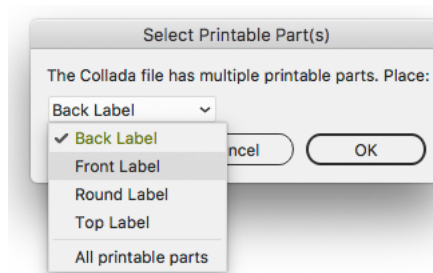 Select Printable Part(s)
The Collada file has multiple printable parts. Place:
Back Label
✓ Back Label
Front Label
Round Label
Top Label
All printable parts
ncel
OK